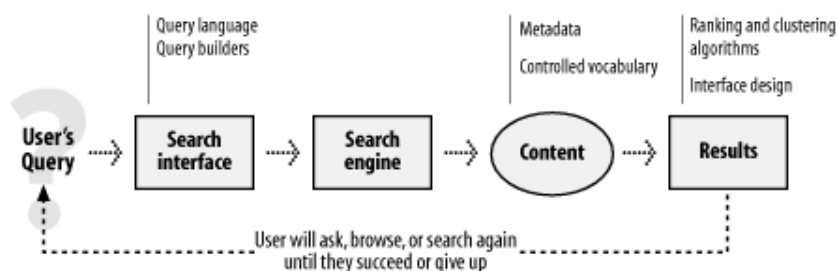 Query language
Query builders
Metadata
Controlled vocabulary
Ranking and clustering
algorithms
Interface design
?
User's
Query
Search
interface
Search
engine
Content
Results
User will ask, browse, or search again
until they succeed or give up